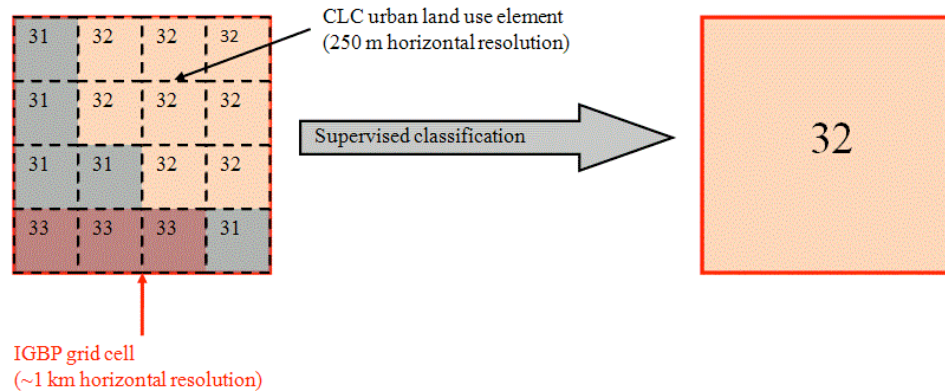 CLC urban land use element
(250 m horizontal resolution)
31 32 32 32
31 32 32 32
31 31 32 32
33 33 33 31
Supervised classification
32
IGBP grid cell
(~1 km horizontal resolution)